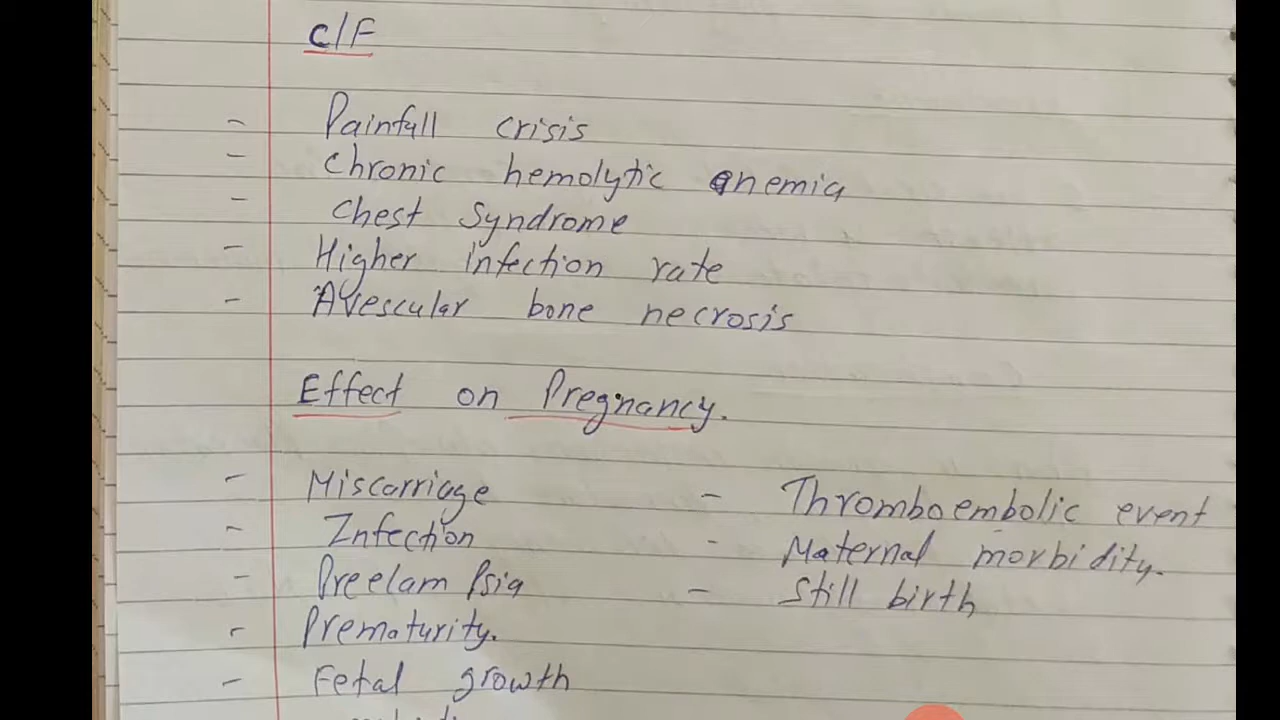 C/F
- Painfull crisis
- Chronic hemolytic anemia
- Chest Syndrome
- Higher infection rate
- Avescular bone necrosis
Effect on Pregnancy.
- Miscarriage
- Infection
- Preelampsia
- Prematurity.
- Fetal growth
- Thromboembolic event
- Maternal morbidity.
- Still birth